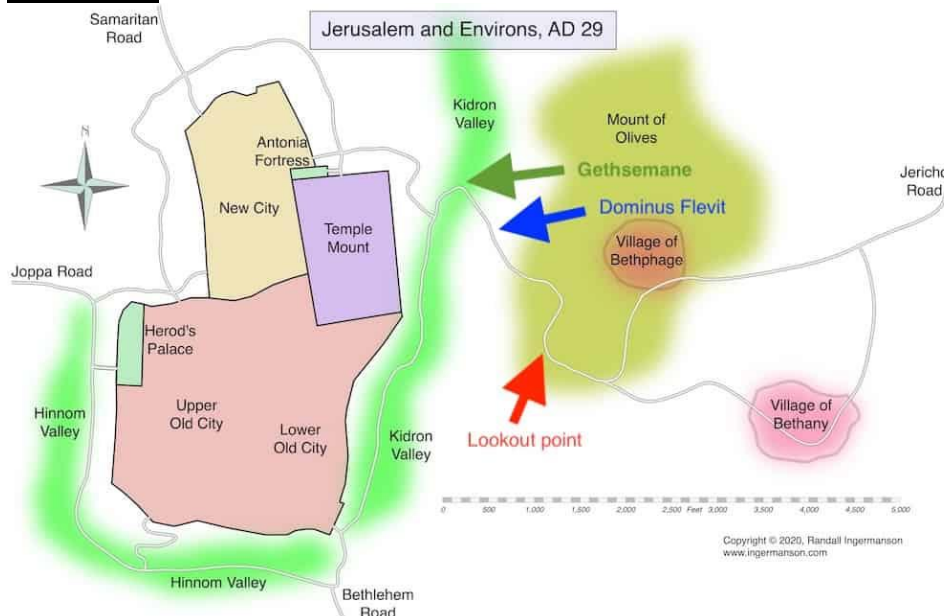 Jerusalem and Environs, AD 29
Samaritan
Road
Kidron
Valley
Mount of
Olives
Antonia
Fortress
Gethsemane
Jericho
Road
New City
Dominus Flevit
Temple
Mount
Village of
Bethphage
N
Joppa Road
Herod's
Palace
Hinnom
Valley
Upper
Old City
Lower
Old City
Kidron
Valley
Lookout point
Village of
Bethany
0 500 1,000 1,500 Feet 2,000 2,500 3,000 3,500 4,000 4,500 5,000
Copyright © 2020, Randall Ingermanson
www.ingermanson.com
Hinnom Valley
Bethlehem
Road